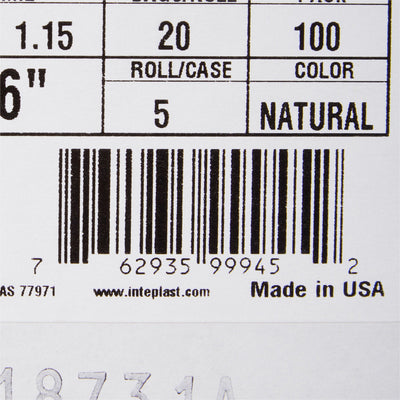 1.15 20 100
ROLL/CASE COLOR
6" 5 NATURAL
7 62935 99945 2
AS 77971 www.inteplast.com Made in USA
18731A